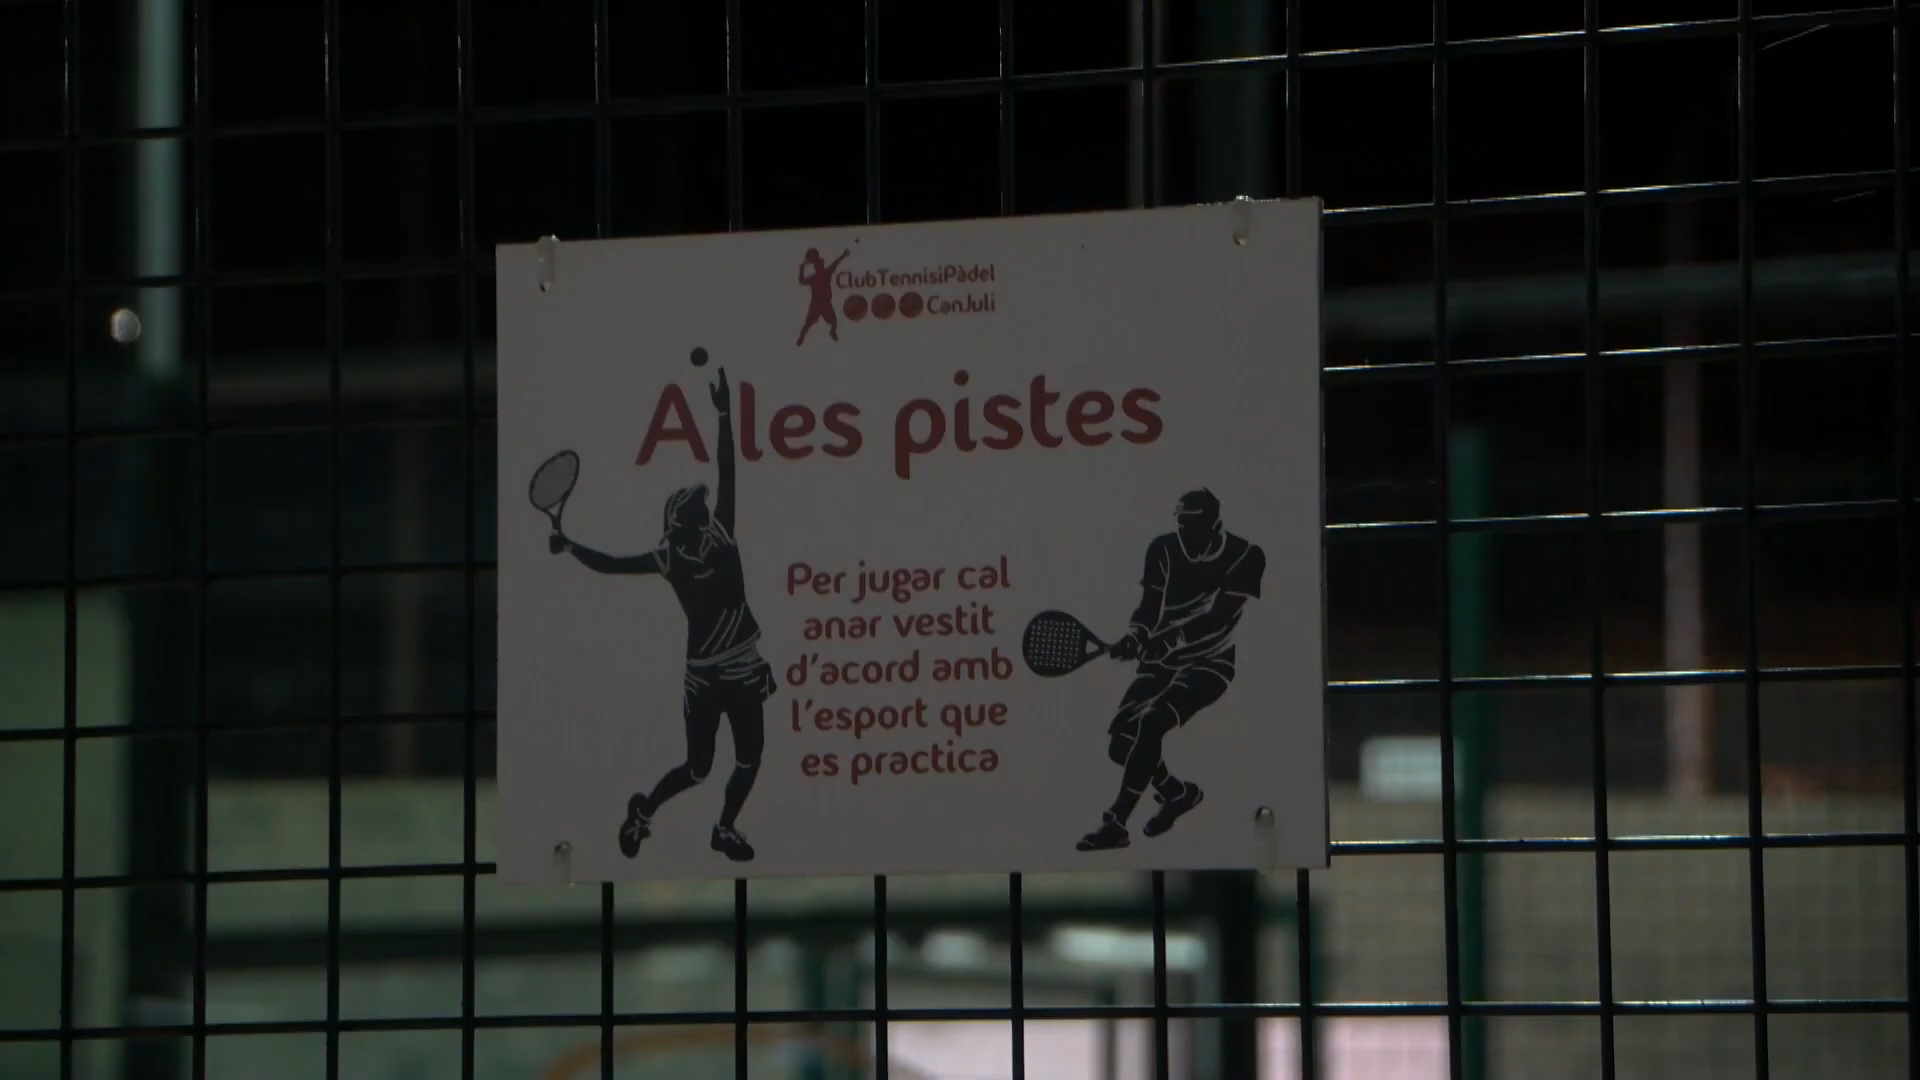 ClubTennisiPàdel
CanJuli
A les pistes
Per jugar cal
anar vestit
d'acord amb
l'esport que
es practica